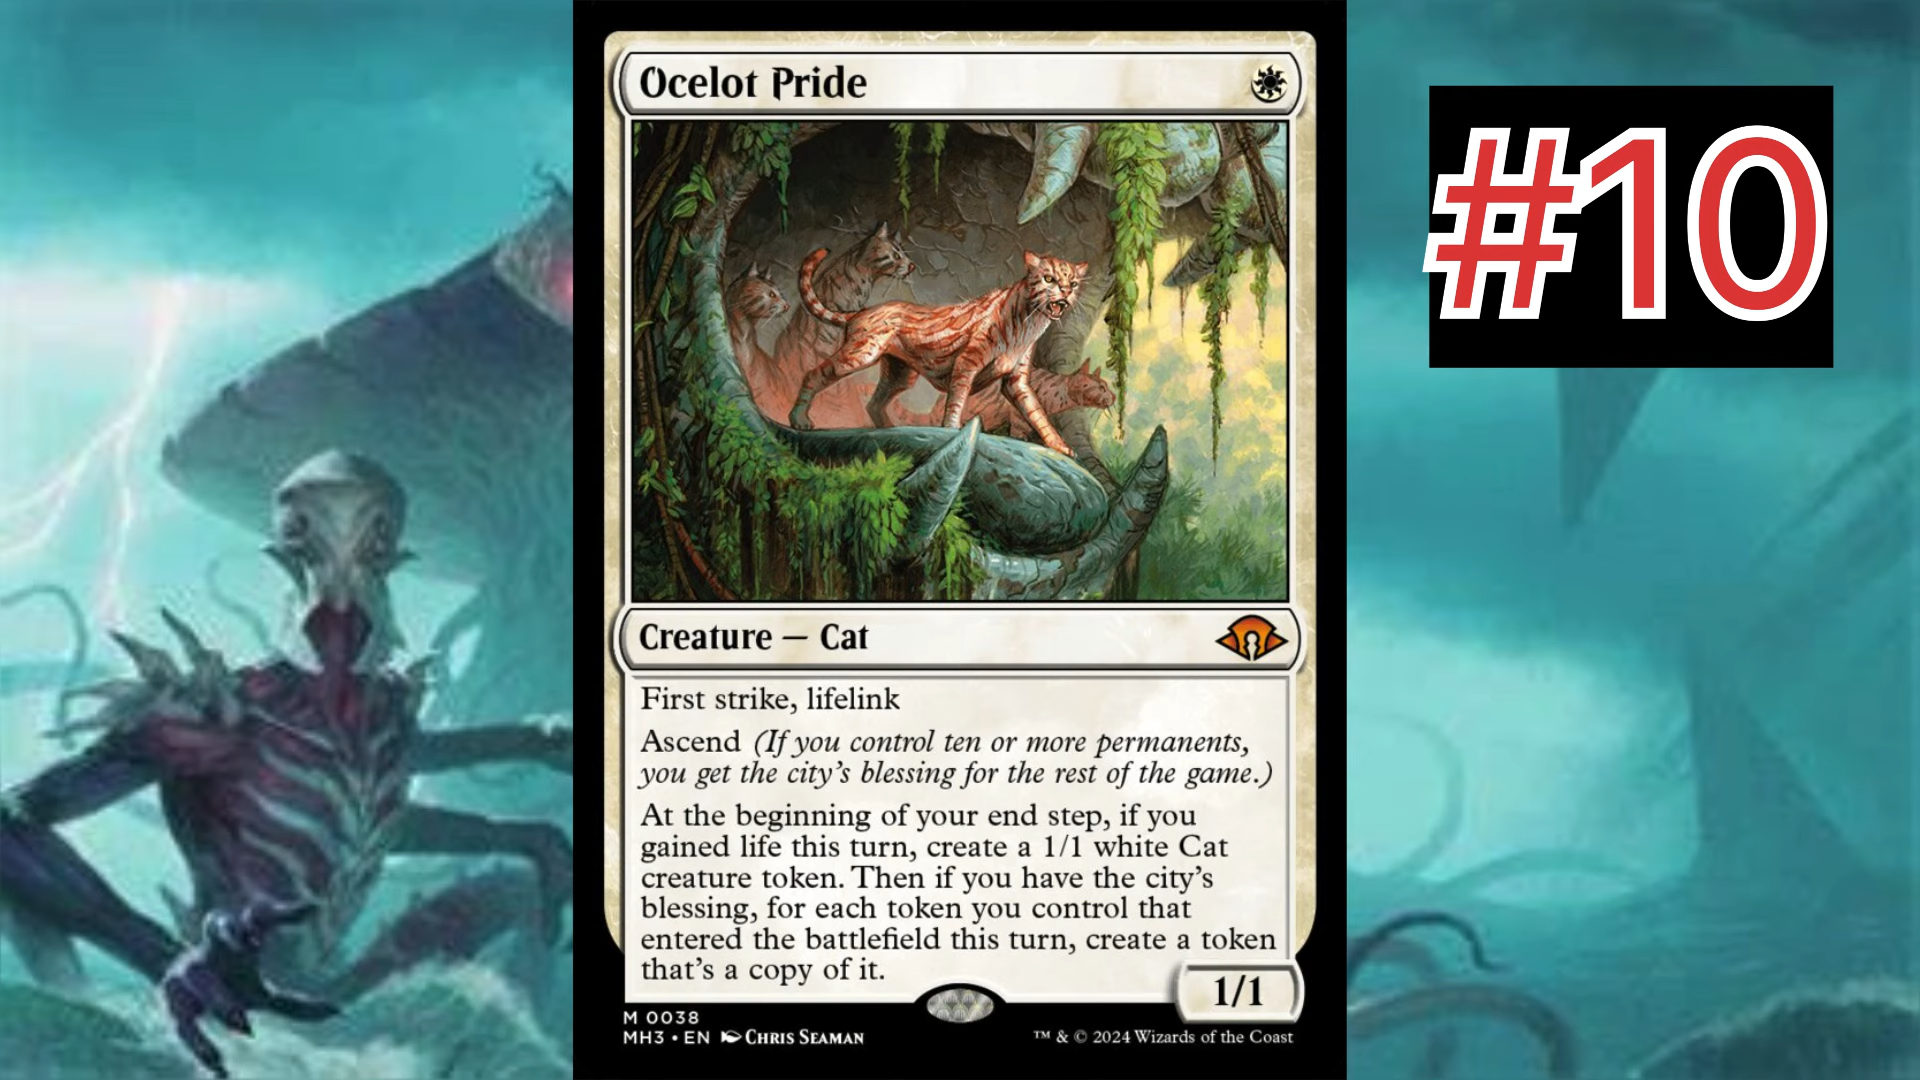 Ocelot Pride
#10
Creature — Cat
First strike, lifelink
Ascend (If you control ten or more permanents,
you get the city's blessing for the rest of the game.)
At the beginning of your end step, if you
gained life this turn, create a 1/1 white Cat
creature token. Then if you have the city's
blessing, for each token you control that
entered the battlefield this turn, create a token
that's a copy of it.
1/1
M 0038
MH3 • EN CHRIS SEAMAN
™ & © 2024 Wizards of the Coast